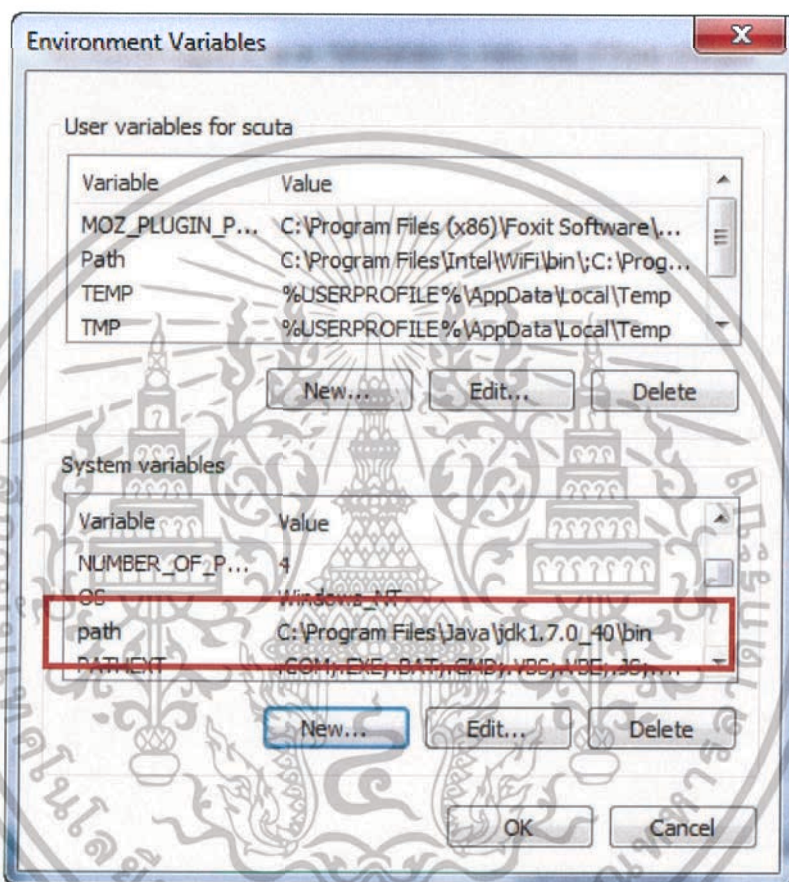 Environment Variables
User variables for scuta
Variable Value
MOZ_PLUGIN_P... C:\Program Files (x86)\Foxit Software\...
Path C:\Program Files\Intel\WiFi\bin\;C:\Prog...
TEMP %USERPROFILE%\AppData\Local\Temp
TMP %USERPROFILE%\AppData\Local\Temp
New... Edit... Delete
System variables
Variable Value
NUMBER_OF_P... 4
OS Windows_NT
path C:\Program Files\Java\jdk1.7.0_40\bin
PATHEXT .COM;.EXE;.BAT;.CMD;.VBS;.VBE;.JS;...
New... Edit... Delete
OK Cancel